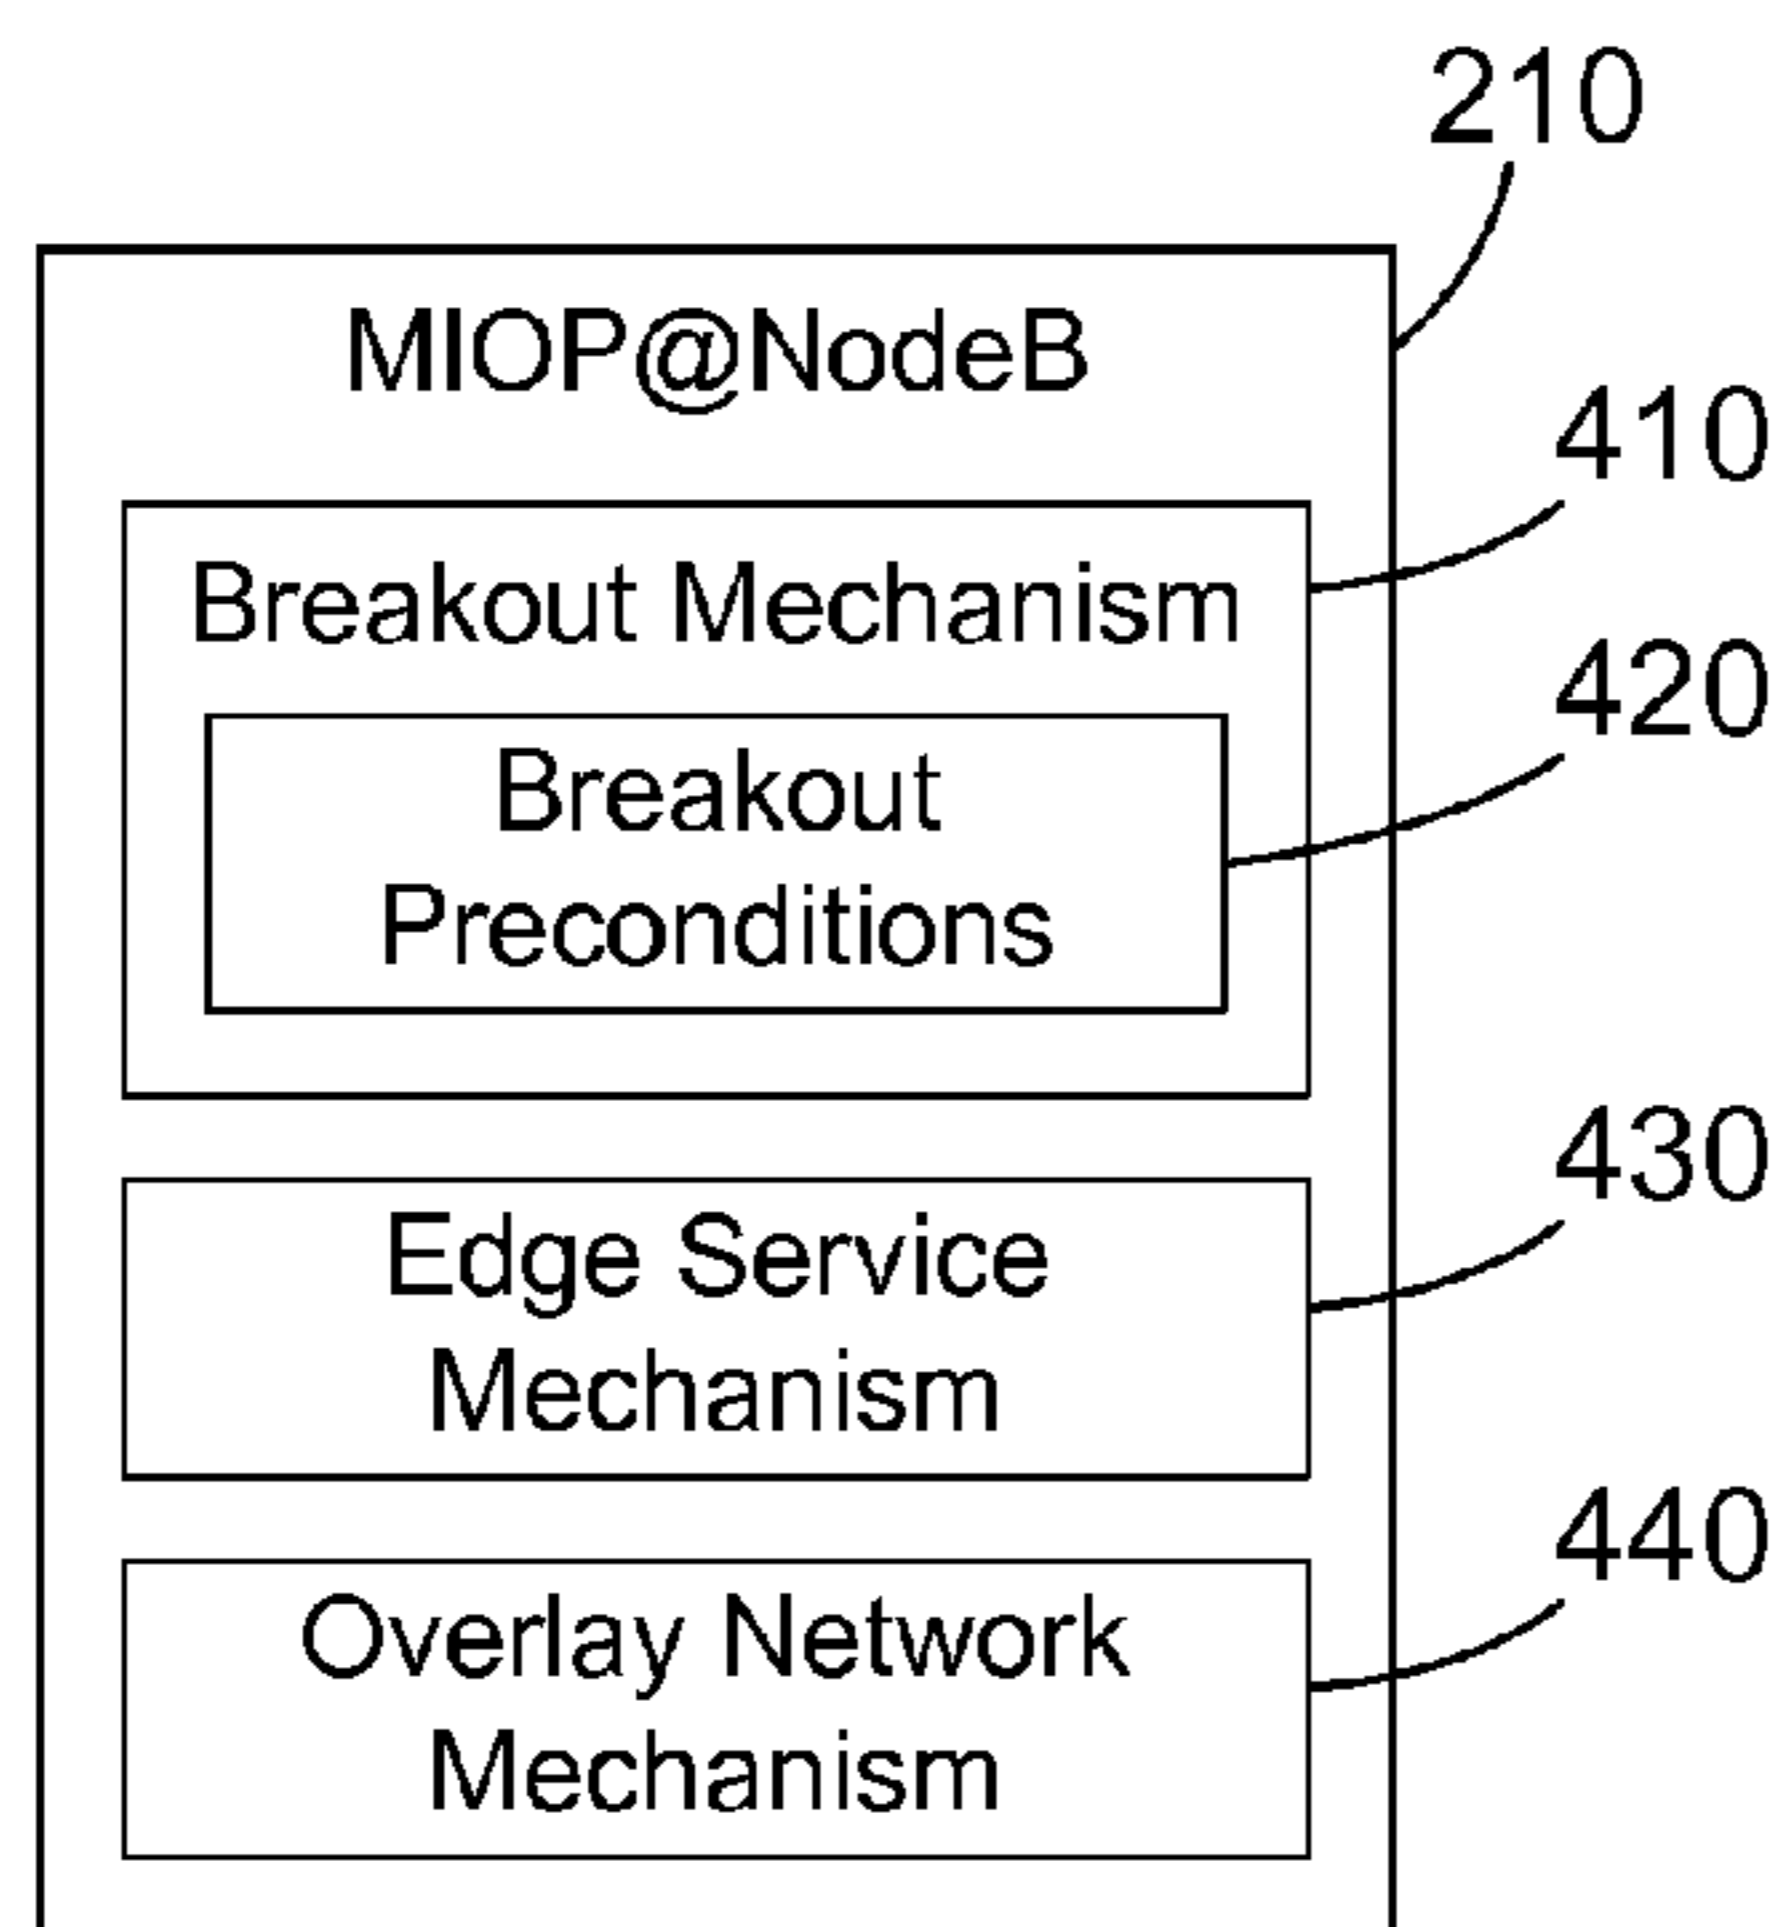 210
MIOP@NodeB
410
Breakout Mechanism
420
Breakout
Preconditions
430
Edge Service
Mechanism
440
Overlay Network
Mechanism